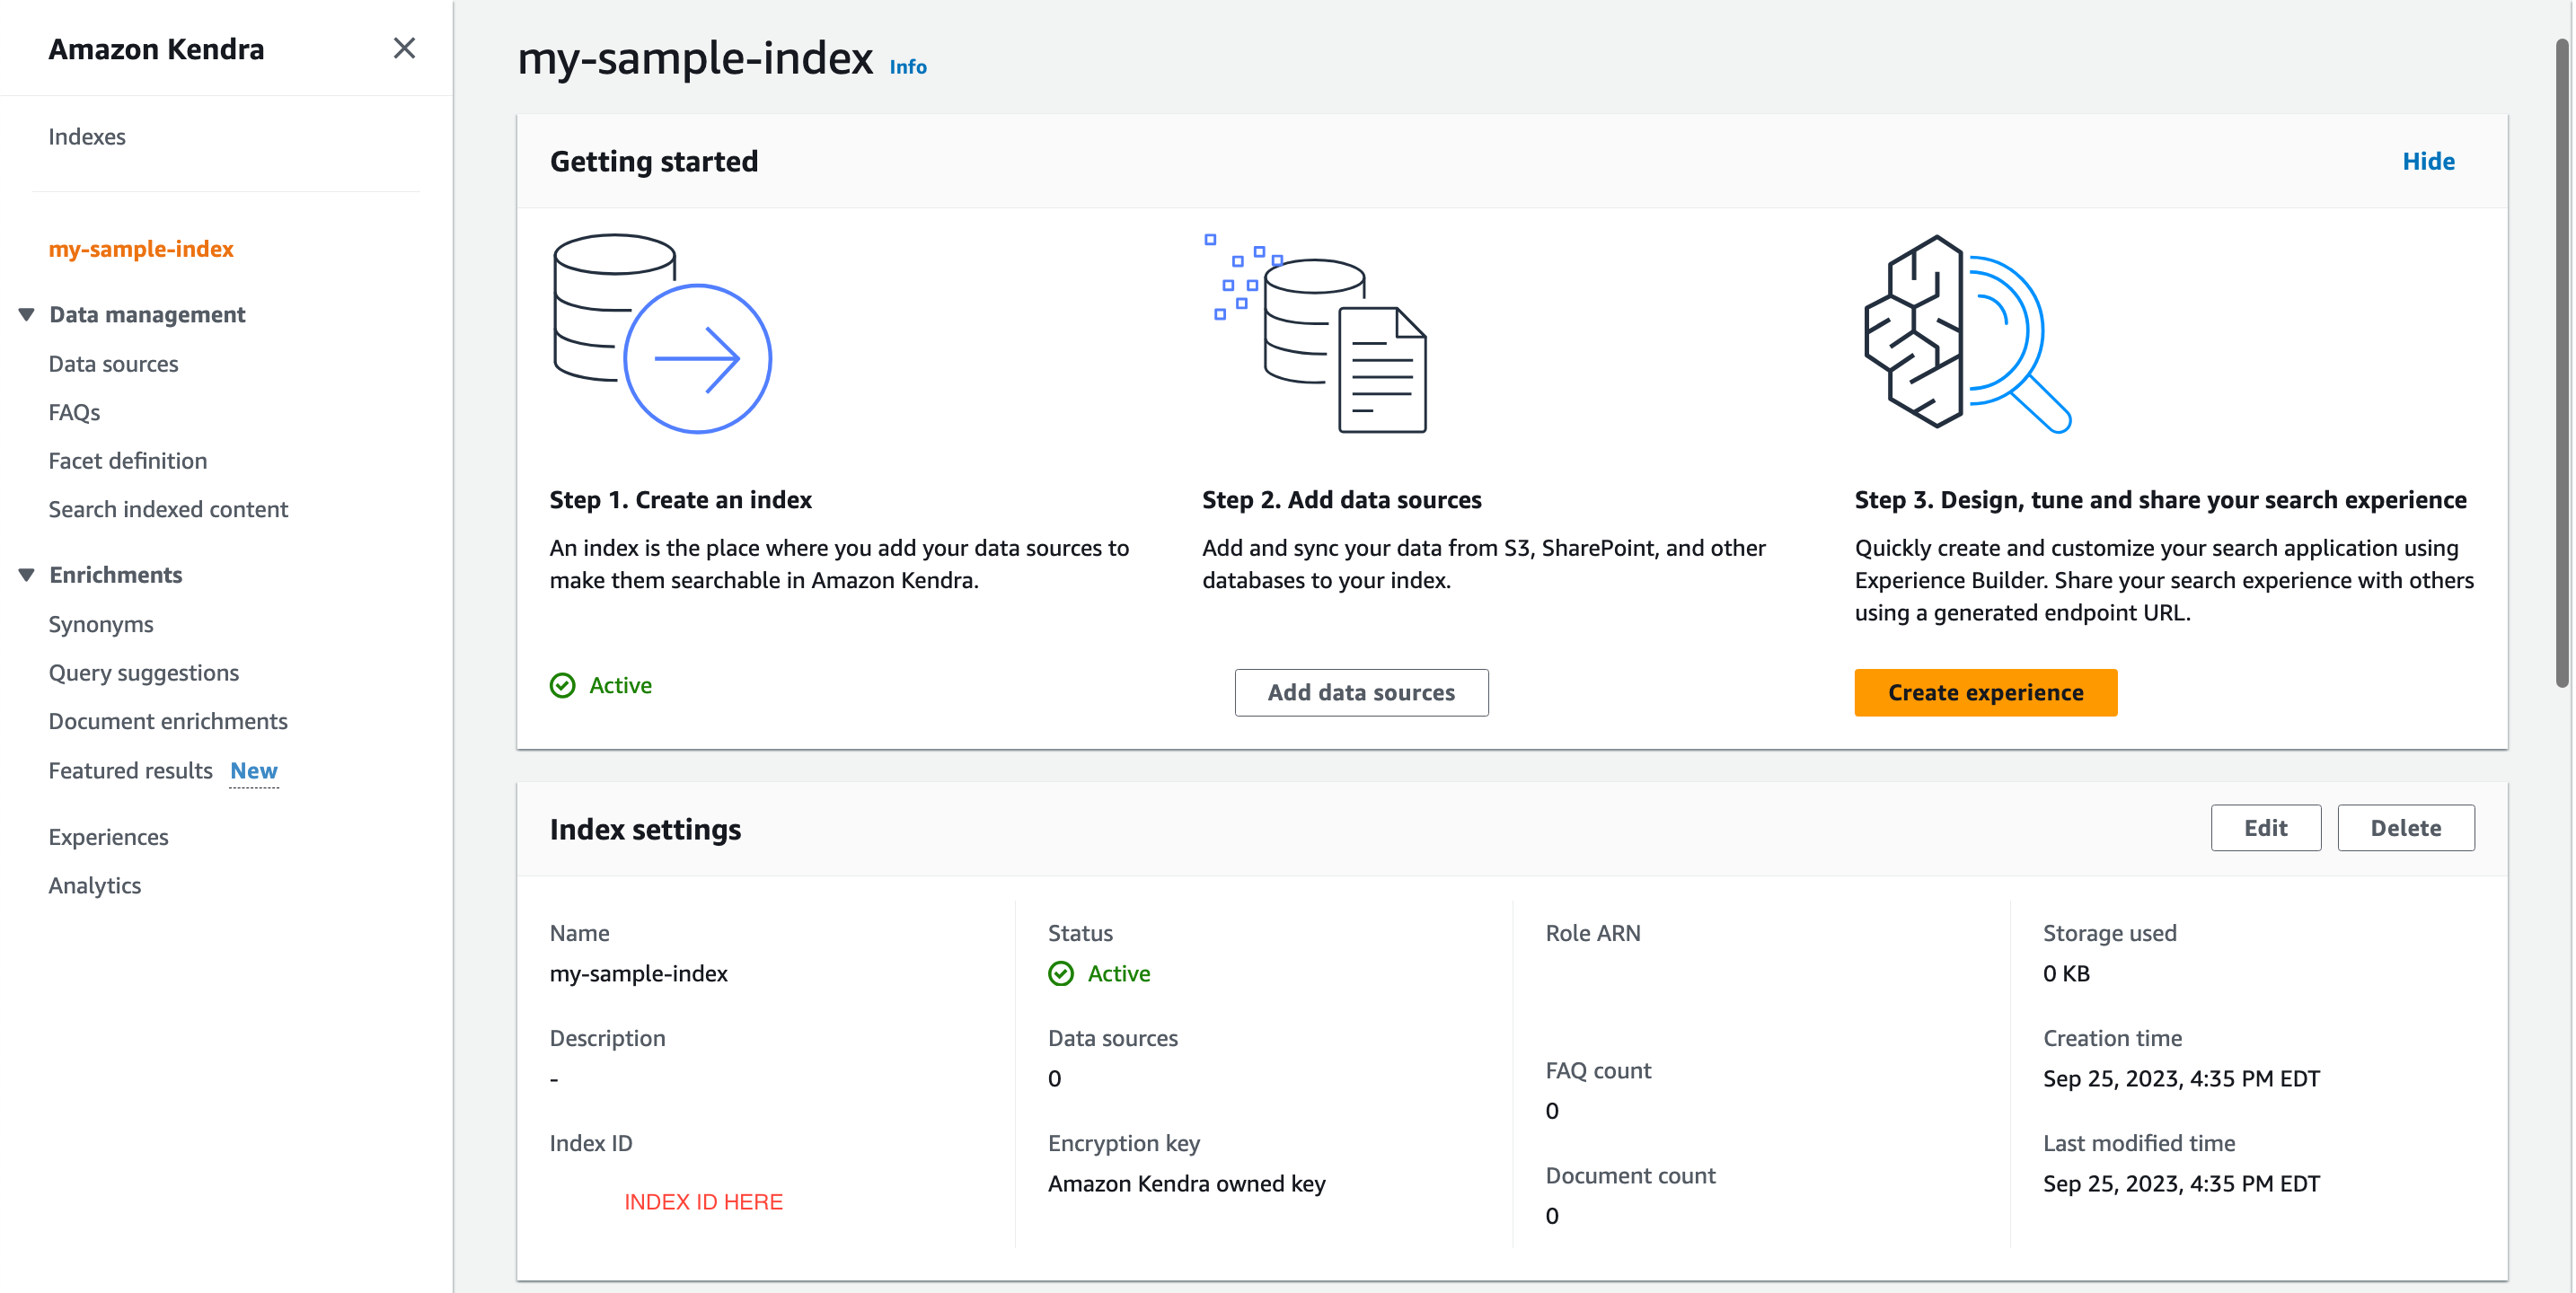 Amazon Kendra
Indexes
my-sample-index
Data management
Data sources
FAQs
Facet definition
Search indexed content
Enrichments
Synonyms
Query suggestions
Document enrichments
Featured results New
Experiences
Analytics
my-sample-index Info
Getting started
Hide
Step 1. Create an index
An index is the place where you add your data sources to
make them searchable in Amazon Kendra.
Active
Step 2. Add data sources
Add and sync your data from S3, SharePoint, and other
databases to your index.
Add data sources
Step 3. Design, tune and share your search experience
Quickly create and customize your search application using
Experience Builder. Share your search experience with others
using a generated endpoint URL.
Create experience
Index settings
Edit
Delete
Name
my-sample-index
Description
-
Index ID
INDEX ID HERE
Status
Active
Data sources
0
Encryption key
Amazon Kendra owned key
Role ARN
FAQ count
0
Document count
0
Storage used
0 KB
Creation time
Sep 25, 2023, 4:35 PM EDT
Last modified time
Sep 25, 2023, 4:35 PM EDT